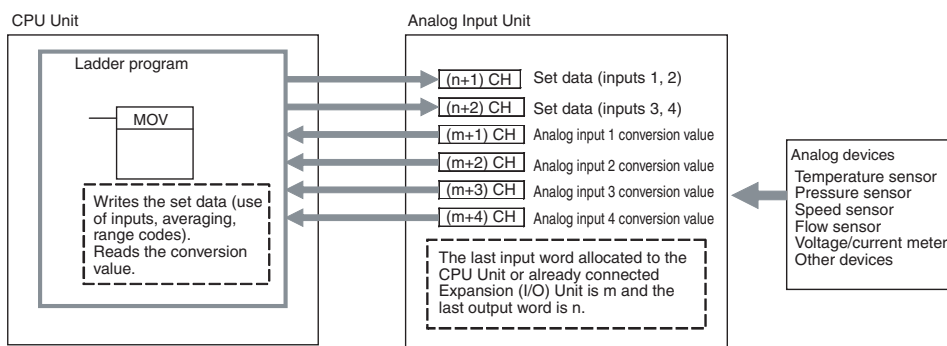 CPU Unit
Ladder program
MOV
Writes the set data (use
of inputs, averaging,
range codes).
Reads the conversion
value.
Analog Input Unit
(n+1) CH Set data (inputs 1, 2)
(n+2) CH Set data (inputs 3, 4)
(m+1) CH Analog input 1 conversion value
(m+2) CH Analog input 2 conversion value
(m+3) CH Analog input 3 conversion value
(m+4) CH Analog input 4 conversion value
The last input word allocated to the
CPU Unit or already connected
Expansion (I/O) Unit is m and the
last output word is n.
Analog devices
Temperature sensor
Pressure sensor
Speed sensor
Flow sensor
Voltage/current meter
Other devices